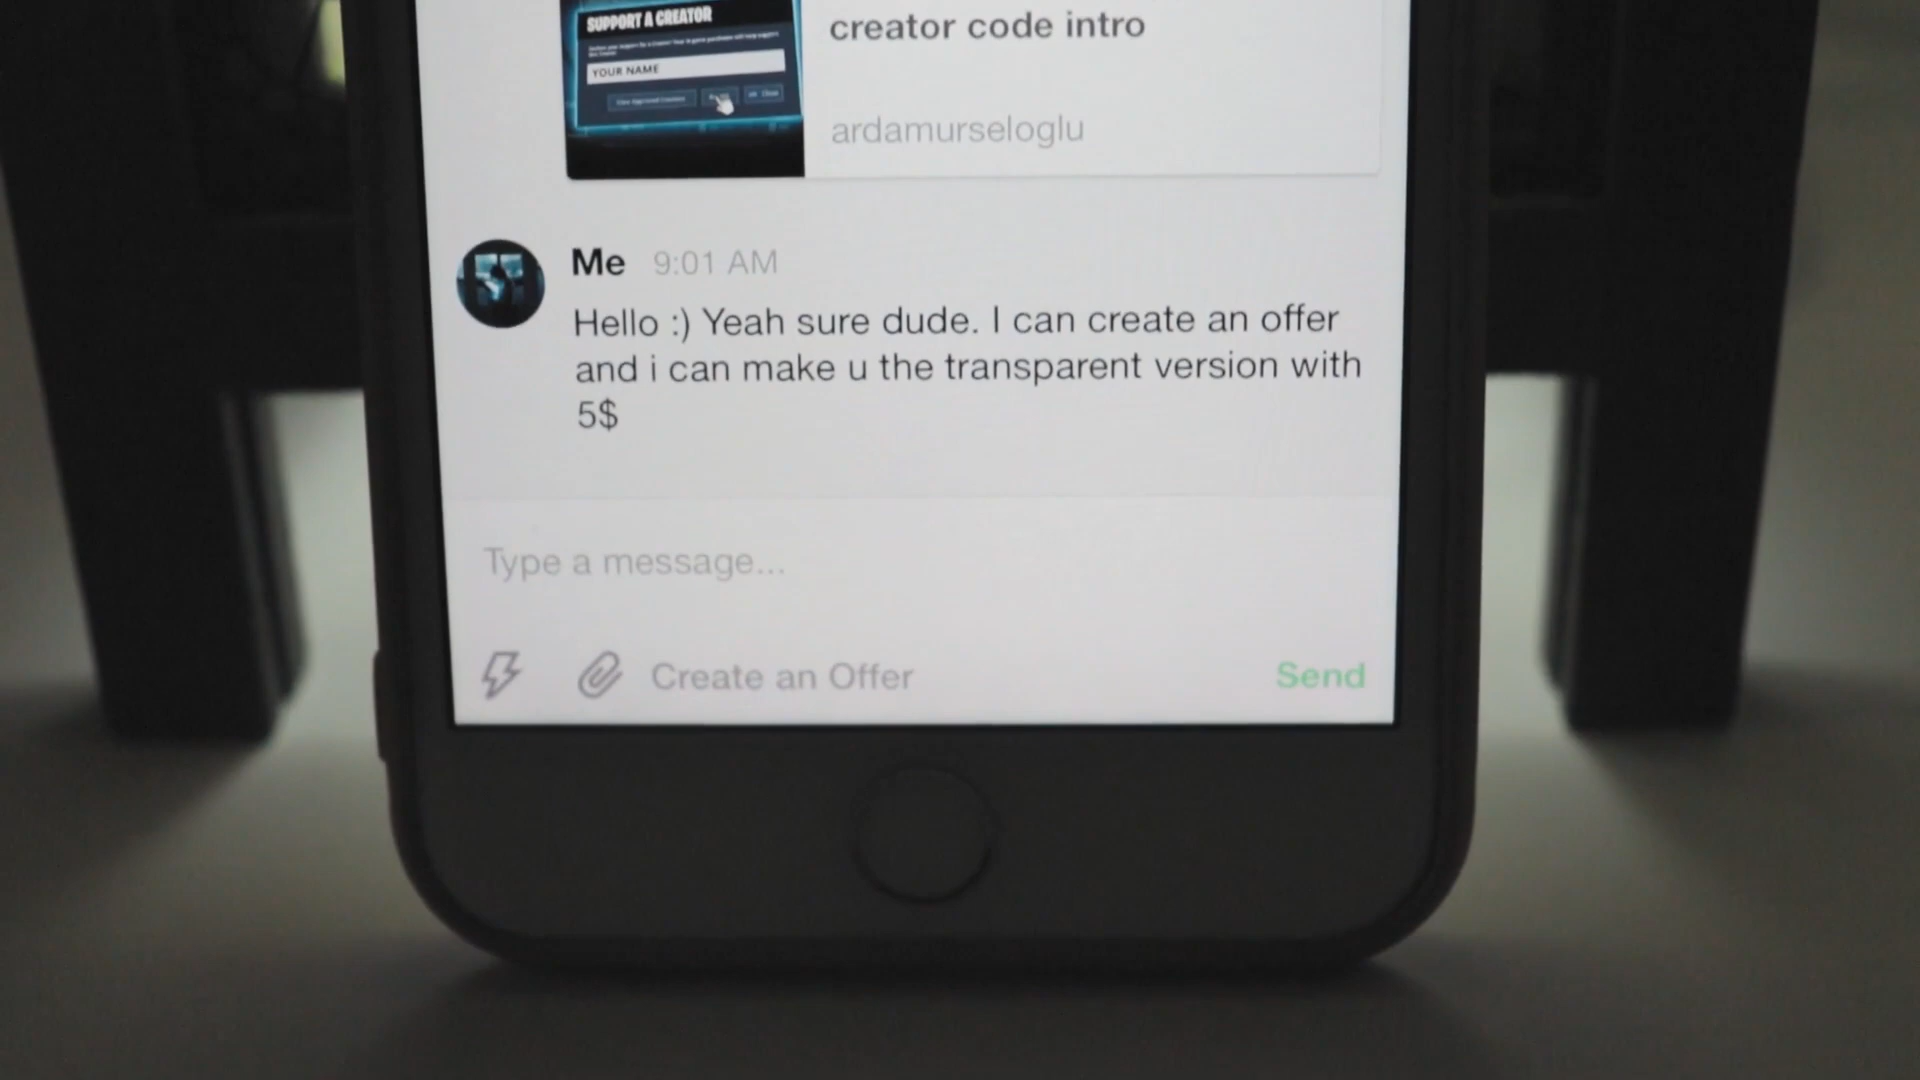 SUPPORT A CREATOR
creator code intro
YOUR NAME
ardamurseloglu
Me 9:01 AM
Hello :) Yeah sure dude. I can create an offer
and i can make u the transparent version with
5$
Type a message...
Create an Offer
Send